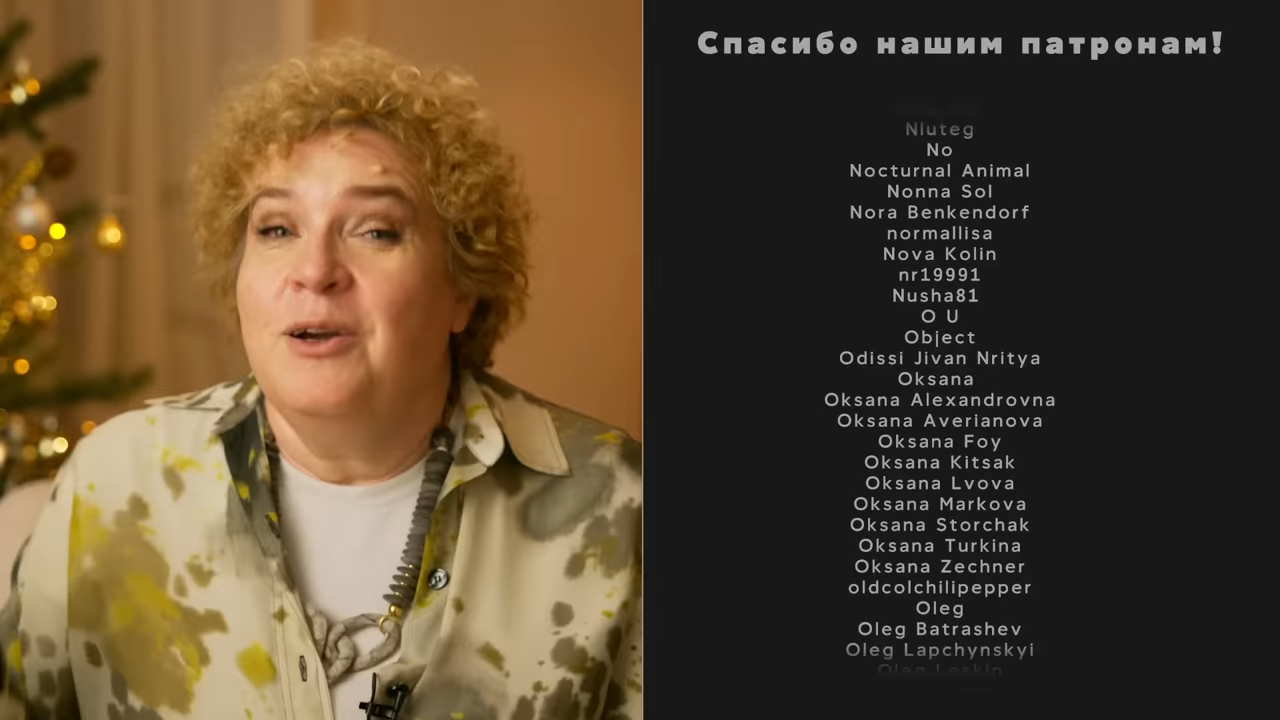 Спасибо нашим патронам!
Niuteg
No
Nocturnal Animal
Nonna Sol
Nora Benkendorf
normallisa
Nova Kolin
nr19991
Nusha81
O U
Object
Odissi Jivan Nritya
Oksana
Oksana Alexandrovna
Oksana Averianova
Oksana Foy
Oksana Kitsak
Oksana Lvova
Oksana Markova
Oksana Storchak
Oksana Turkina
Oksana Zechner
oldcolchilipepper
Oleg
Oleg Batrashev
Oleg Lapchynskyi
Oleg Leskin